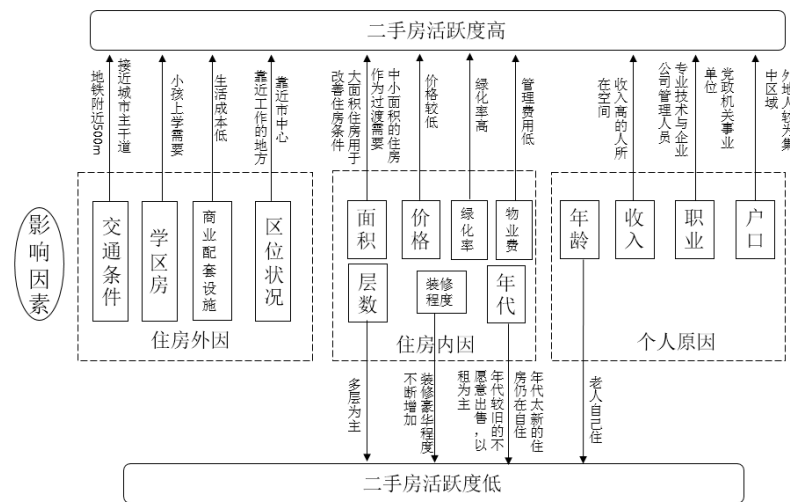 二手房活跃度高
地铁附近500m
接近城市主干道
小孩上学需要
生活成本低
靠近工作的地方
靠近市中心
改善住房条件
大面积住房用于
作为过渡需要
中小面积的住房
价格较低
绿化率高
管理费用低
在空间
收入高的人所
公司管理人员
专业技术与企业
单位
党政机关事业
中区域
外地人较为集
影响因素
交通条件
学区房
商业配套设施
区位状况
住房外因
面积
价格
绿化率
物业费
层数
装修
程度
年代
住房内因
年龄
收入
职业
户口
个人原因
多层为主
不断增加
装修豪华程度
租为主
愿意出售，以
年代较旧的不
房仍在自住
年代太新的住
老人自己住
二手房活跃度低